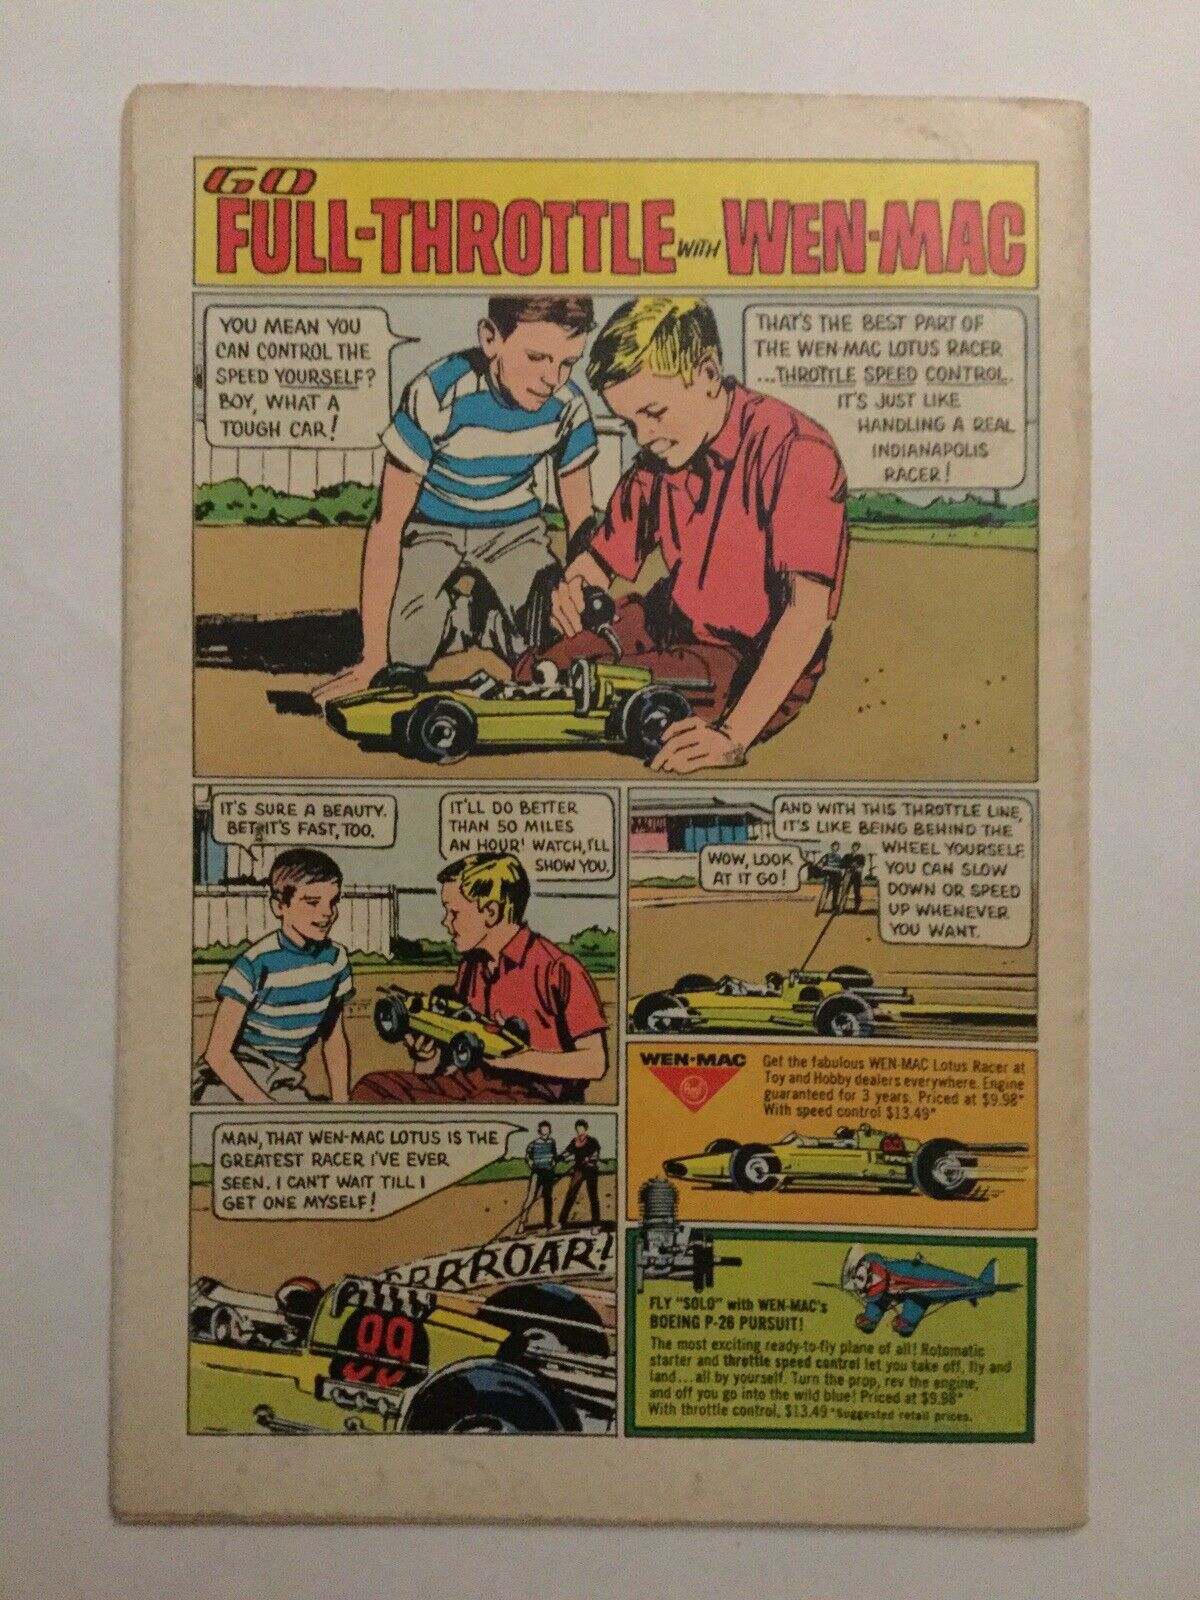 GO
FULL-THROTTLE WITH WEN-MAC
YOU MEAN YOU
CAN CONTROL THE
SPEED YOURSELF?
BOY, WHAT A
TOUGH CAR!
THAT'S THE BEST PART OF
THE WEN-MAC LOTUS RACER
...THROTTLE SPEED CONTROL.
IT'S JUST LIKE
HANDLING A REAL
INDIANAPOLIS
RACER!
IT'S SURE A BEAUTY.
BET IT'S FAST, TOO.
IT'LL DO BETTER
THAN 50 MILES
AN HOUR! WATCH, I'LL
SHOW YOU.
WOW, LOOK
AT IT GO!
AND WITH THIS THROTTLE LINE,
IT'S LIKE BEING BEHIND THE
WHEEL YOURSELF.
YOU CAN SLOW
DOWN OR SPEED
UP WHENEVER
YOU WANT.
MAN, THAT WEN-MAC LOTUS IS THE
GREATEST RACER I'VE EVER
SEEN. I CAN'T WAIT TILL I
GET ONE MYSELF!
RRRROAR!
99
WEN-MAC
Get the fabulous WEN-MAC Lotus Racer at
Toy and Hobby dealers everywhere. Engine
guaranteed for 3 years. Priced at $9.98*
With speed control $13.49*
FLY "SOLO" with WEN-MAC's
BOEING P-26 PURSUIT!
The most exciting ready-to-fly plane of all! Rotomatic
starter and throttle speed control let you take off, fly and
land...all by yourself. Turn the prop, rev the engine,
and off you go into the wild blue! Priced at $9.98*
With throttle control, $13.49 *Suggested retail prices.